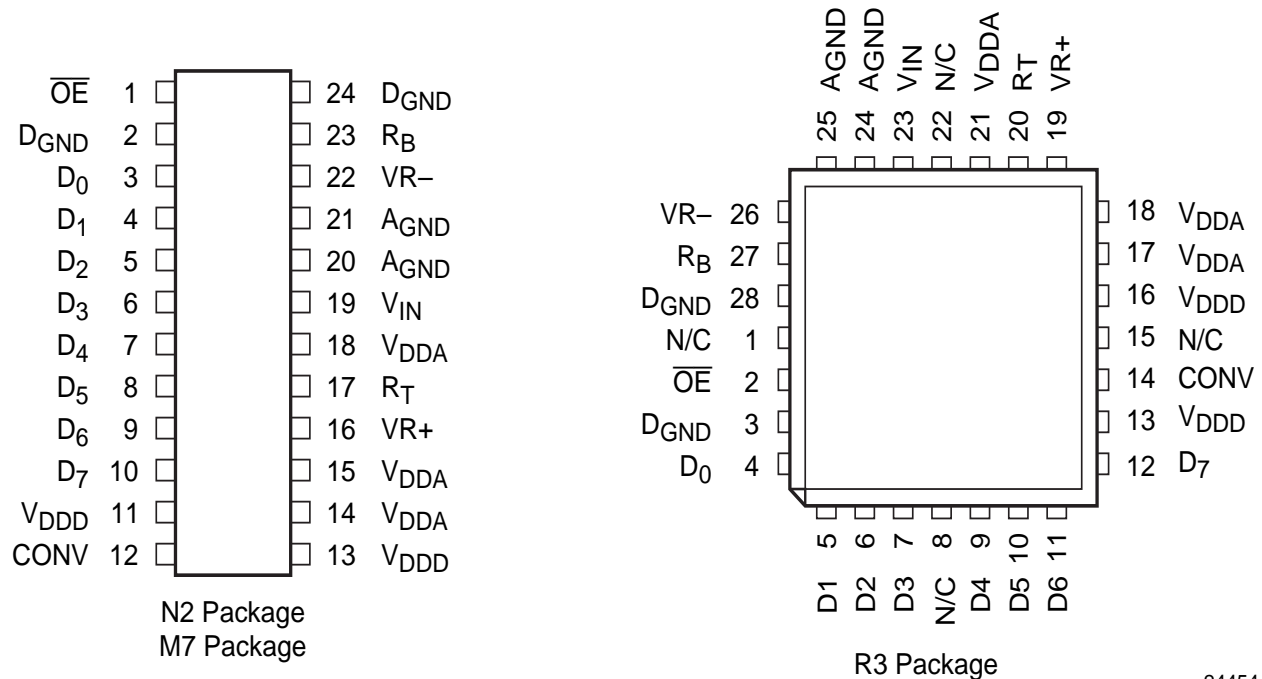 OE 1 24 DGND
DGND 2 23 RB
D0 3 22 VR–
D1 4 21 AGND
D2 5 20 AGND
D3 6 19 VIN
D4 7 18 VDDA
D5 8 17 RT
D6 9 16 VR+
D7 10 15 VDDA
VDDD 11 14 VDDA
CONV 12 13 VDDD
N2 Package
M7 Package
25 AGND
24 AGND
23 VIN
22 N/C
21 VDDA
20 RT
19 VR+
VR– 26 18 VDDA
RB 27 17 VDDA
DGND 28 16 VDDD
N/C 1 15 N/C
OE 2 14 CONV
DGND 3 13 VDDD
D0 4 12 D7
D1 5
D2 6
D3 7
N/C 8
D4 9
D5 10
D6 11
R3 Package